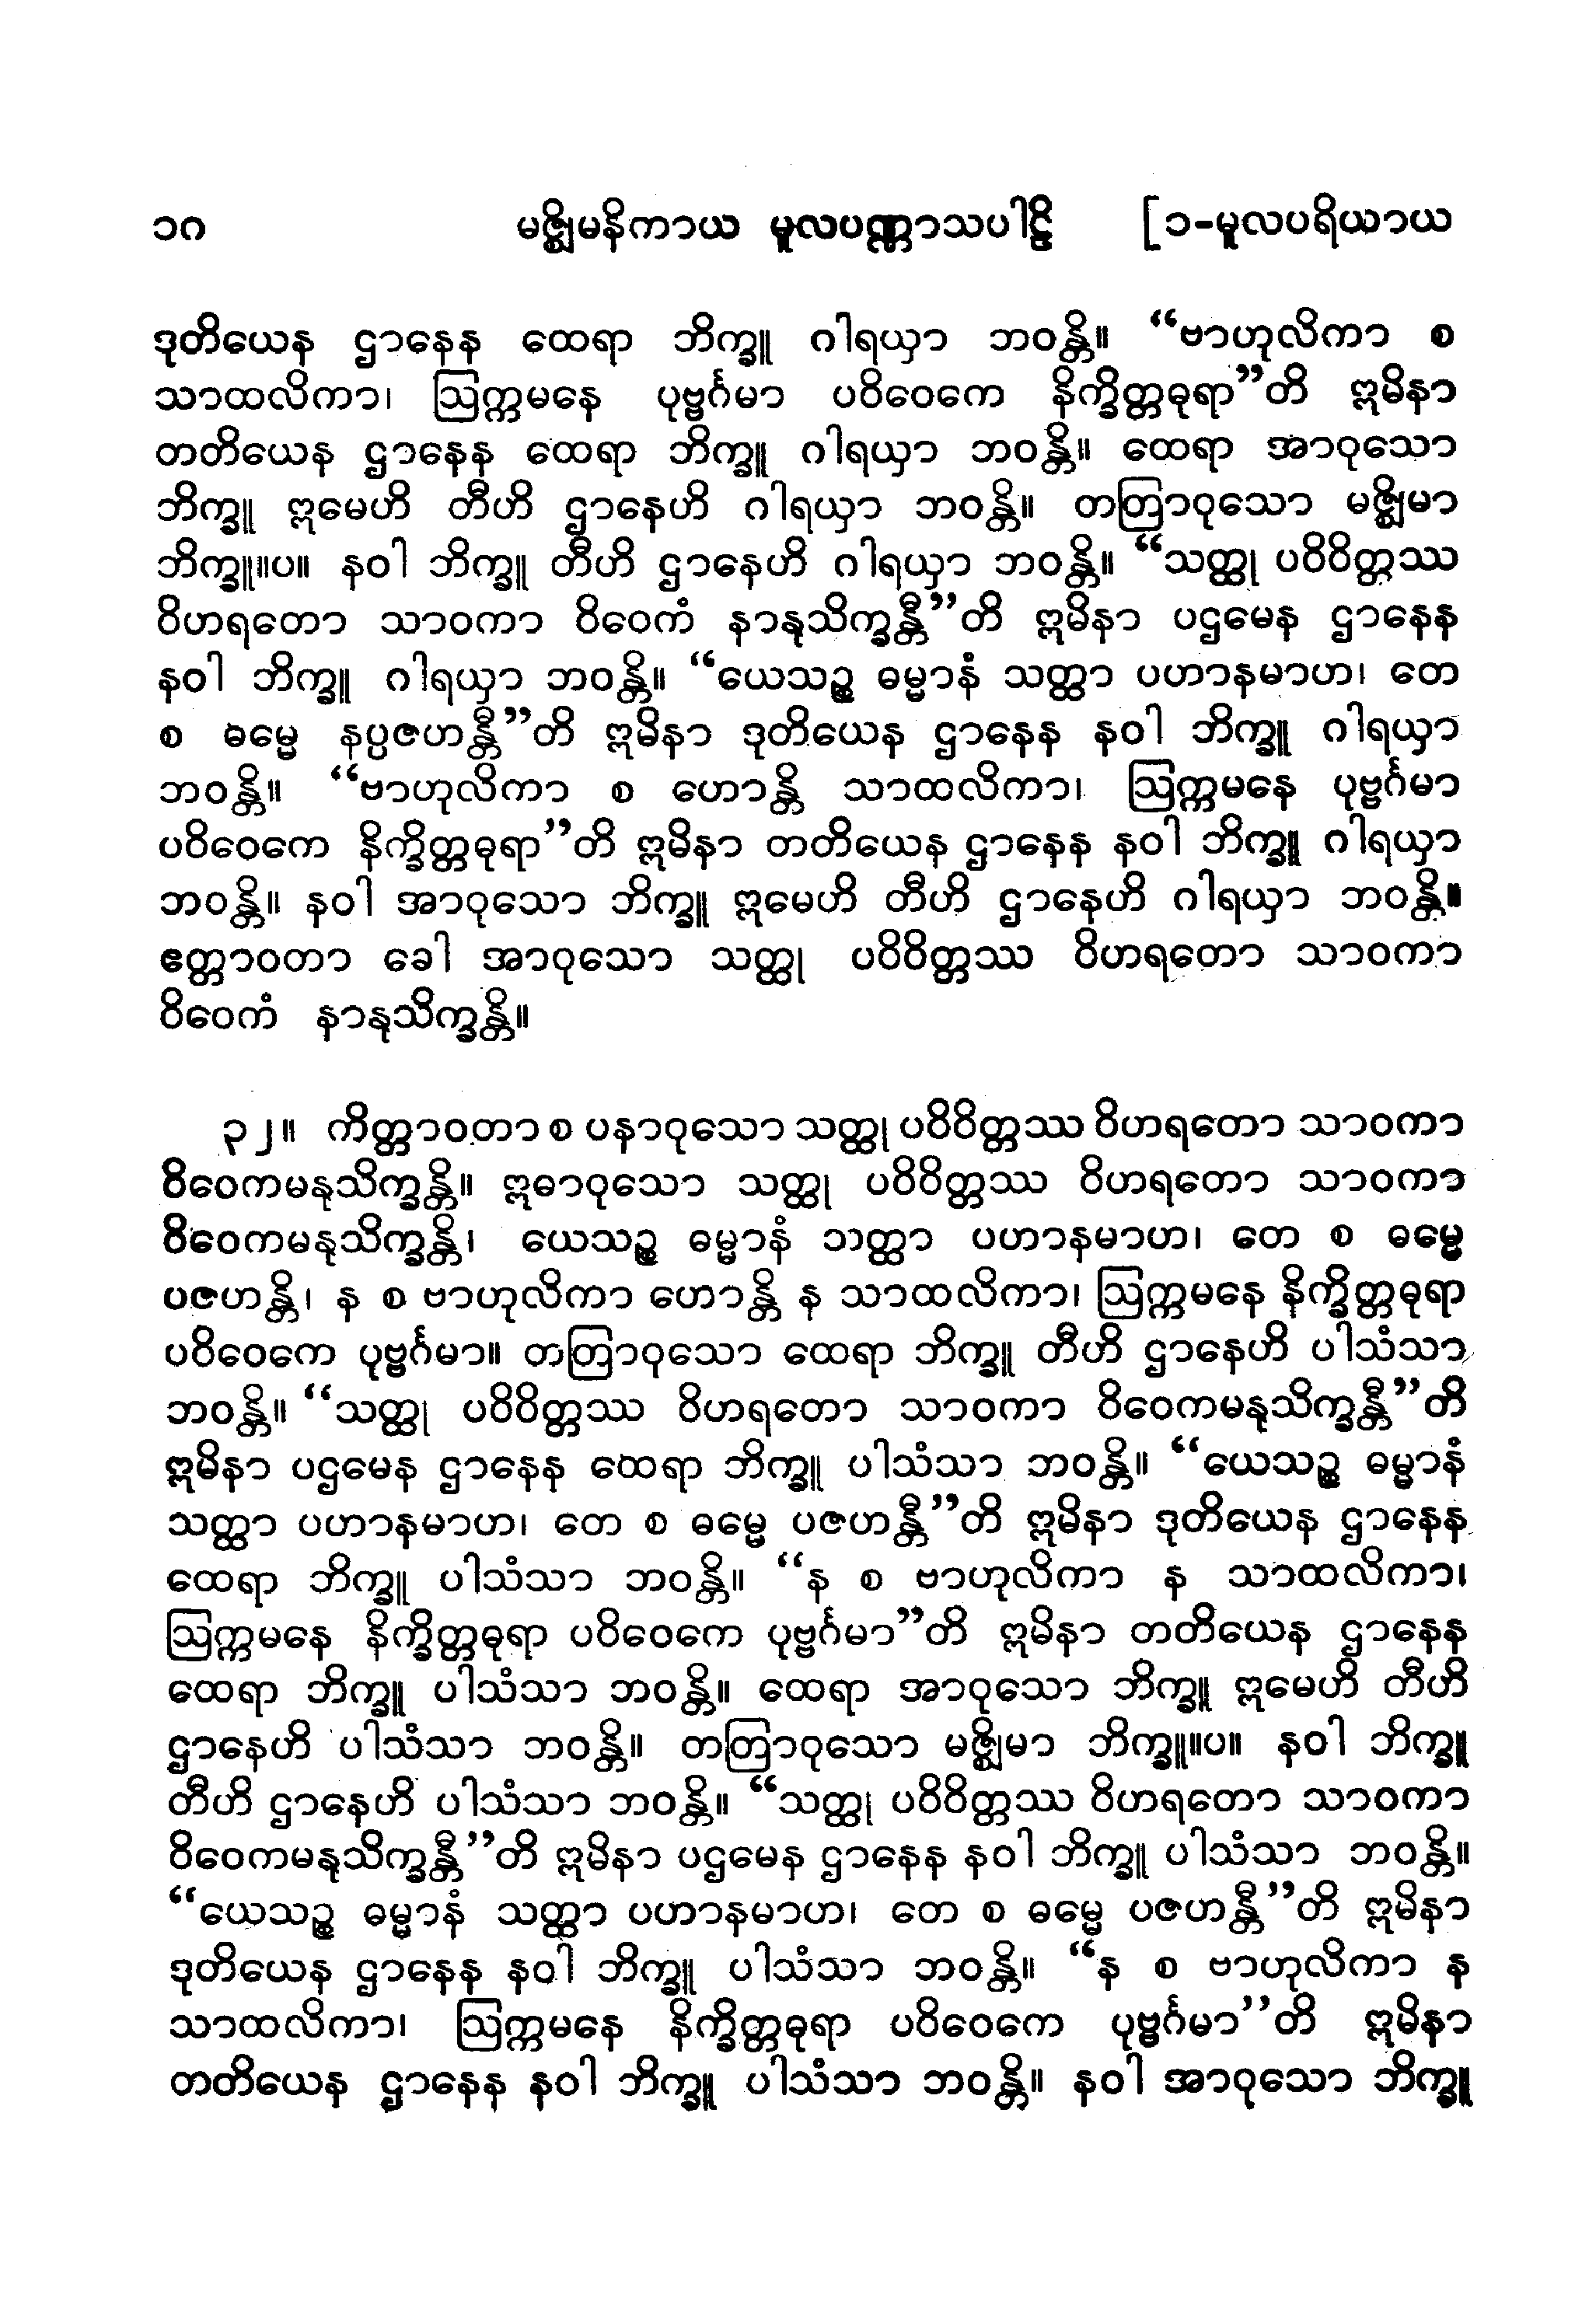 ၁၈ မဇ္ဈိမနိကာယ မူလပဏ္ဏာသပါဠိ [၁-မူလပရိယာယ
ဒုတိယေန ဌာနေန ထေရာ ဘိက္ခူ ဂါရယှာ ဘဝန္တိ။ “ဗာဟုလိကာ စ
သာထလိကာ၊ ဩက္ကမနေ ပုဗ္ဗင်္ဂမာ ပဝိဝေကေ နိက္ခိတ္တဓုရာ”တိ ဣမိနာ
တတိယေန ဌာနေန ထေရာ ဘိက္ခူ ဂါရယှာ ဘဝန္တိ။ ထေရာ အာဝုသော
ဘိက္ခူ ဣမေဟိ တီဟိ ဌာနေဟိ ဂါရယှာ ဘဝန္တိ။ တတြာဝုသော မဇ္ဈိမာ
ဘိက္ခူ။ပ။ နဝါ ဘိက္ခူ တီဟိ ဌာနေဟိ ဂါရယှာ ဘဝန္တိ။ “သတ္ထု ပဝိဝိတ္တဿ
ဝိဟရတော သာဝကာ ဝိဝေကံ နာနုသိက္ခန္တီ”တိ ဣမိနာ ပဌမေန ဌာနေန
နဝါ ဘိက္ခူ ဂါရယှာ ဘဝန္တိ။ “ယေသဉ္စ ဓမ္မာနံ သတ္ထာ ပဟာနမာဟ၊ တေ
စ ဓမ္မေ နပ္ပဇဟန္တီ”တိ ဣမိနာ ဒုတိယေန ဌာနေန နဝါ ဘိက္ခူ ဂါရယှာ
ဘဝန္တိ။ “ဗာဟုလိကာ စ ဟောန္တိ သာထလိကာ၊ ဩက္ကမနေ ပုဗ္ဗင်္ဂမာ
ပဝိဝေကေ နိက္ခိတ္တဓုရာ”တိ ဣမိနာ တတိယေန ဌာနေန နဝါ ဘိက္ခူ ဂါရယှာ
ဘဝန္တိ။ နဝါ အာဝုသော ဘိက္ခူ ဣမေဟိ တီဟိ ဌာနေဟိ ဂါရယှာ ဘဝန္တိ။
ဧတ္တာဝတာ ခေါ အာဝုသော သတ္ထု ပဝိဝိတ္တဿ ဝိဟရတော သာဝကာ
ဝိဝေကံ နာနုသိက္ခန္တိ။
၃၂။ ကိတ္တာဝတာ စ ပနာဝုသော သတ္ထု ပဝိဝိတ္တဿ ဝိဟရတော သာဝကာ
ဝိဝေကမနုသိက္ခန္တိ။ ဣဓာဝုသော သတ္ထု ပဝိဝိတ္တဿ ဝိဟရတော သာဝကာ
ဝိဝေကမနုသိက္ခန္တိ၊ ယေသဉ္စ ဓမ္မာနံ သတ္ထာ ပဟာနမာဟ၊ တေ စ ဓမ္မေ
ပဇဟန္တိ၊ န စ ဗာဟုလိကာ ဟောန္တိ န သာထလိကာ၊ ဩက္ကမနေ နိက္ခိတ္တဓုရာ
ပဝိဝေကေ ပုဗ္ဗင်္ဂမာ။ တတြာဝုသော ထေရာ ဘိက္ခူ တီဟိ ဌာနေဟိ ပါသံသာ
ဘဝန္တိ။ “သတ္ထု ပဝိဝိတ္တဿ ဝိဟရတော သာဝကာ ဝိဝေကမနုသိက္ခန္တီ”တိ
ဣမိနာ ပဌမေန ဌာနေန ထေရာ ဘိက္ခူ ပါသံသာ ဘဝန္တိ။ “ယေသဉ္စ ဓမ္မာနံ
သတ္ထာ ပဟာနမာဟ၊ တေ စ ဓမ္မေ ပဇဟန္တီ”တိ ဣမိနာ ဒုတိယေန ဌာနေန
ထေရာ ဘိက္ခူ ပါသံသာ ဘဝန္တိ။ “န စ ဗာဟုလိကာ န သာထလိကာ၊
ဩက္ကမနေ နိက္ခိတ္တဓုရာ ပဝိဝေကေ ပုဗ္ဗင်္ဂမာ”တိ ဣမိနာ တတိယေန ဌာနေန
ထေရာ ဘိက္ခူ ပါသံသာ ဘဝန္တိ။ ထေရာ အာဝုသော ဘိက္ခူ ဣမေဟိ တီဟိ
ဌာနေဟိ ပါသံသာ ဘဝန္တိ။ တတြာဝုသော မဇ္ဈိမာ ဘိက္ခူ။ပ။ နဝါ ဘိက္ခူ
တီဟိ ဌာနေဟိ ပါသံသာ ဘဝန္တိ။ “သတ္ထု ပဝိဝိတ္တဿ ဝိဟရတော သာဝကာ
ဝိဝေကမနုသိက္ခန္တီ”တိ ဣမိနာ ပဌမေန ဌာနေန နဝါ ဘိက္ခူ ပါသံသာ ဘဝန္တိ။
“ယေသဉ္စ ဓမ္မာနံ သတ္ထာ ပဟာနမာဟ၊ တေ စ ဓမ္မေ ပဇဟန္တီ”တိ ဣမိနာ
ဒုတိယေန ဌာနေန နဝါ ဘိက္ခူ ပါသံသာ ဘဝန္တိ။ “န စ ဗာဟုလိကာ န
သာထလိကာ၊ ဩက္ကမနေ နိက္ခိတ္တဓုရာ ပဝိဝေကေ ပုဗ္ဗင်္ဂမာ”တိ ဣမိနာ
တတိယေန ဌာနေန နဝါ ဘိက္ခူ ပါသံသာ ဘဝန္တိ။ နဝါ အာဝုသော ဘိက္ခူ